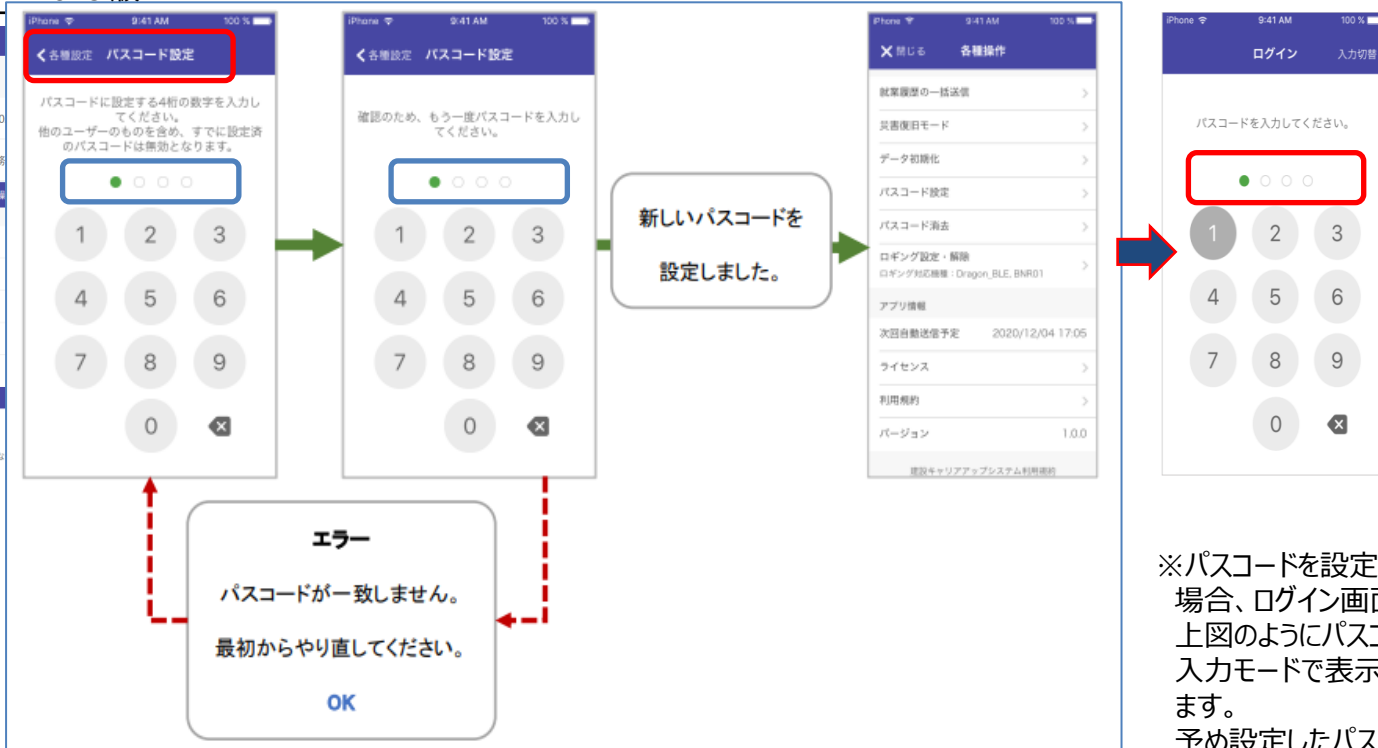 iPhone 9:41 AM 100 %
各種設定 パスコード設定
パスコードに設定する4桁の数字を入力し
てください。
他のユーザーのものを含め、すでに設定済
のパスコードは無効となります。
1 2 3
4 5 6
7 8 9
0
iPhone 9:41 AM 100 %
各種設定 パスコード設定
確認のため、もう一度パスコードを入力し
てください。
1 2 3
4 5 6
7 8 9
0
エラー
パスコードが一致しません。
最初からやり直してください。
OK
新しいパスコードを
設定しました。
iPhone 9:41 AM 100 %
閉じる 各種操作
就業履歴の一括送信
災害復旧モード
データ初期化
パスコード設定
パスコード消去
ロギング設定・解除
ロギング対応機種：Dragon_BLE, BNR01
アプリ情報
次回自動送信予定 2020/12/04 17:05
ライセンス
利用規約
バージョン 1.0.0
建設キャリアアップシステム利用規約
iPhone 9:41 AM 100 %
ログイン 入力切替
パスコードを入力してください。
1 2 3
4 5 6
7 8 9
0
※パスコードを設定
場合、ログイン画
上図のようにパス
入力モードで表示
ます。
予め設定したパス